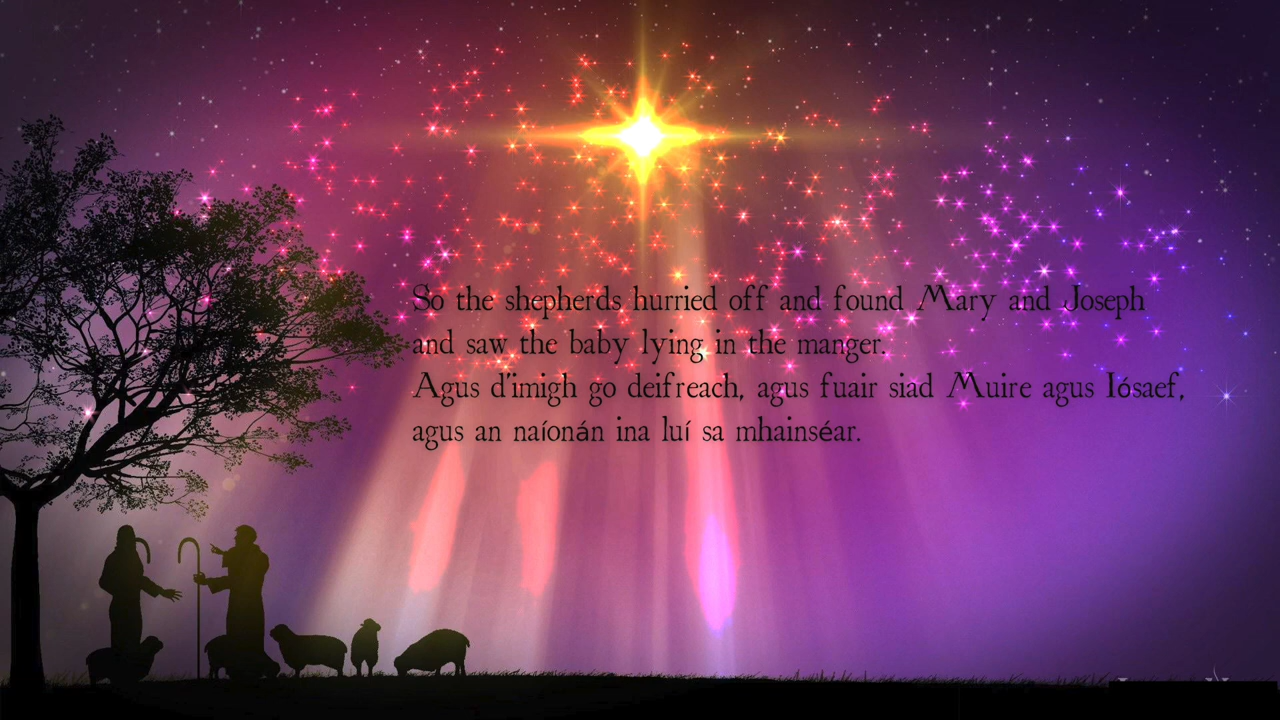 So the shepherds hurried off and found Mary and Joseph
and saw the baby lying in the manger.
Agus d'imigh go deifreach, agus fuair siad Muire agus Iósaef,
agus an naíonán ina luí sa mhainséar.